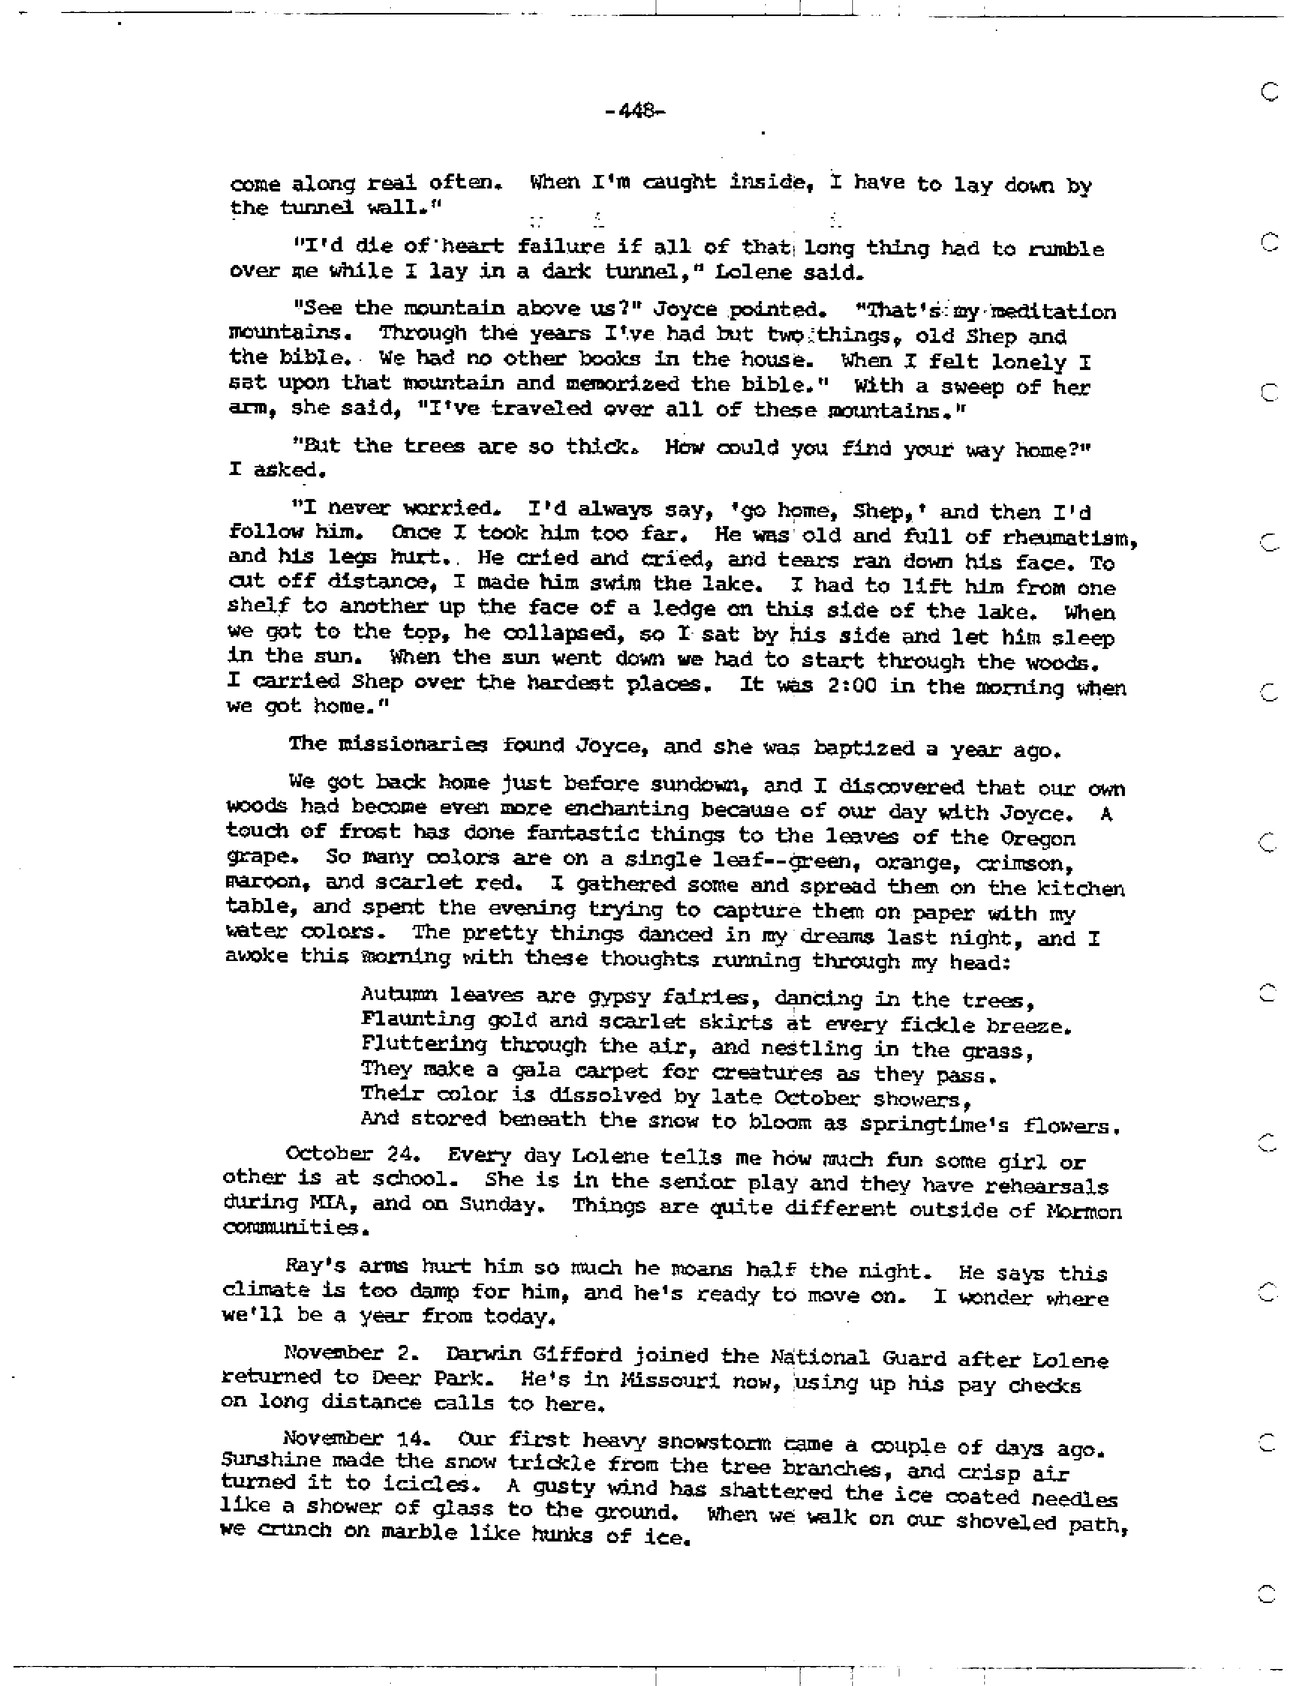 -448-
come along real often. When I'm caught inside, I have to lay down by
the tunnel wall."
"I'd die of heart failure if all of that long thing had to rumble
over me while I lay in a dark tunnel," Lolene said.
"See the mountain above us?" Joyce pointed. "That's my meditation
mountains. Through the years I've had but two things, old Shep and
the bible. We had no other books in the house. When I felt lonely I
sat upon that mountain and memorized the bible." With a sweep of her
arm, she said, "I've traveled over all of these mountains."
"But the trees are so thick. How could you find your way home?"
I asked.
"I never worried. I'd always say, 'go home, Shep,' and then I'd
follow him. Once I took him too far. He was old and full of rheumatism,
and his legs hurt. He cried and cried, and tears ran down his face. To
cut off distance, I made him swim the lake. I had to lift him from one
shelf to another up the face of a ledge on this side of the lake. When
we got to the top, he collapsed, so I sat by his side and let him sleep
in the sun. When the sun went down we had to start through the woods.
I carried Shep over the hardest places. It was 2:00 in the morning when
we got home."
The missionaries found Joyce, and she was baptized a year ago.
We got back home just before sundown, and I discovered that our own
woods had become even more enchanting because of our day with Joyce. A
touch of frost has done fantastic things to the leaves of the Oregon
grape. So many colors are on a single leaf--green, orange, crimson,
maroon, and scarlet red. I gathered some and spread them on the kitchen
table, and spent the evening trying to capture them on paper with my
water colors. The pretty things danced in my dreams last night, and I
awoke this morning with these thoughts running through my head:
Autumn leaves are gypsy fairies, dancing in the trees,
Flaunting gold and scarlet skirts at every fickle breeze.
Fluttering through the air, and nestling in the grass,
They make a gala carpet for creatures as they pass.
Their color is dissolved by late October showers,
And stored beneath the snow to bloom as springtime's flowers.
October 24. Every day Lolene tells me how much fun some girl or
other is at school. She is in the senior play and they have rehearsals
during MIA, and on Sunday. Things are quite different outside of Mormon
communities.
Ray's arms hurt him so much he moans half the night. He says this
climate is too damp for him, and he's ready to move on. I wonder where
we'll be a year from today.
November 2. Darwin Gifford joined the National Guard after Lolene
returned to Deer Park. He's in Missouri now, using up his pay checks
on long distance calls to here.
November 14. Our first heavy snowstorm came a couple of days ago.
Sunshine made the snow trickle from the tree branches, and crisp air
turned it to icicles. A gusty wind has shattered the ice coated needles
like a shower of glass to the ground. When we walk on our shoveled path,
we crunch on marble like hunks of ice.